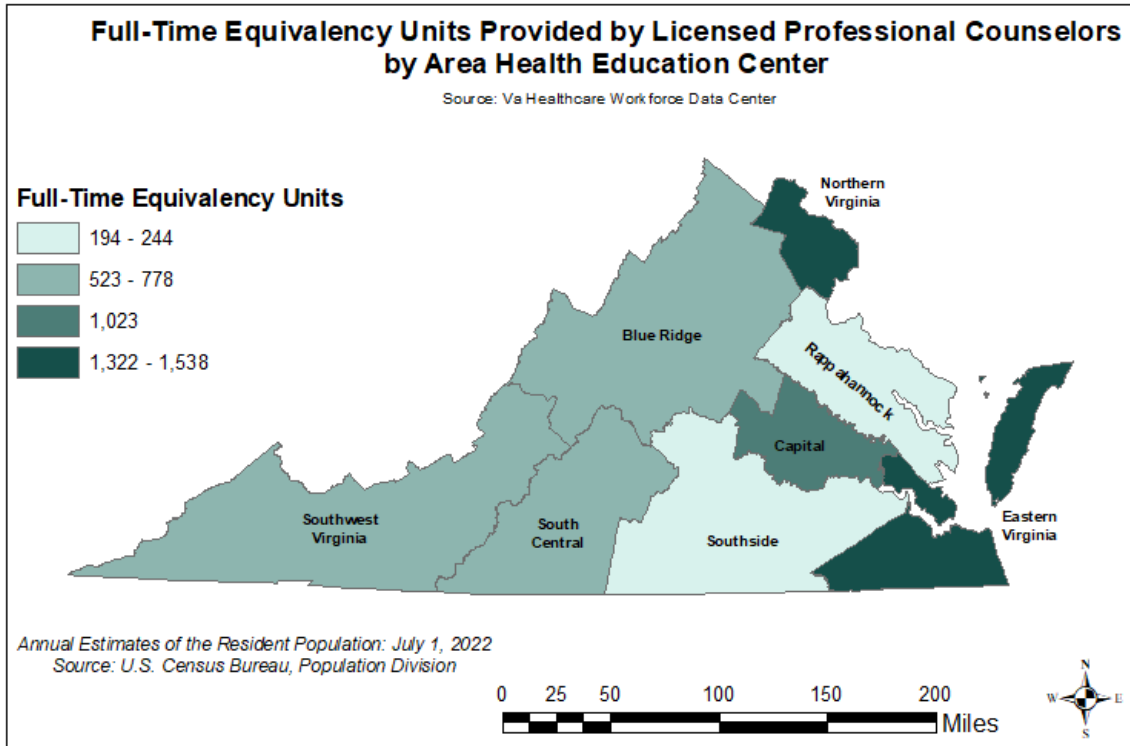 Full-Time Equivalency Units Provided by Licensed Professional Counselors
by Area Health Education Center
Source: Va Healthcare Workforce Data Center
Full-Time Equivalency Units
194 - 244
523 - 778
1,023
1,322 - 1,538
Northern
Virginia
Blue Ridge
Rappahannock
Capital
Southwest
Virginia
South
Central
Southside
Eastern
Virginia
Annual Estimates of the Resident Population: July 1, 2022
Source: U.S. Census Bureau, Population Division
0 25 50 100 150 200
Miles
N
W E
S